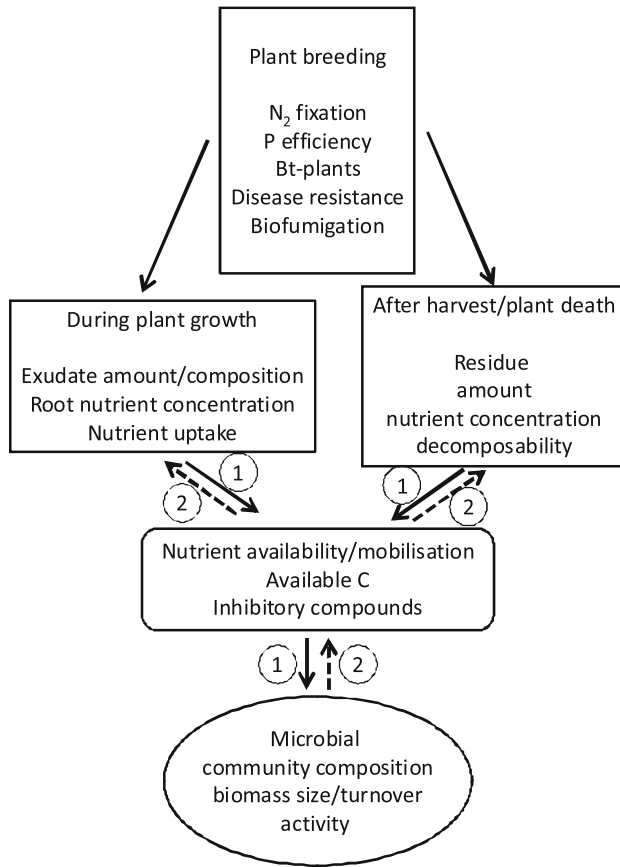 Plant breeding
N₂ fixation
P efficiency
Bt-plants
Disease resistance
Biofumigation
During plant growth
Exudate amount/composition
Root nutrient concentration
Nutrient uptake
After harvest/plant death
Residue
amount
nutrient concentration
decomposability
1
2
1
2
Nutrient availability/mobilisation
Available C
Inhibitory compounds
1
2
Microbial
community composition
biomass size/turnover
activity